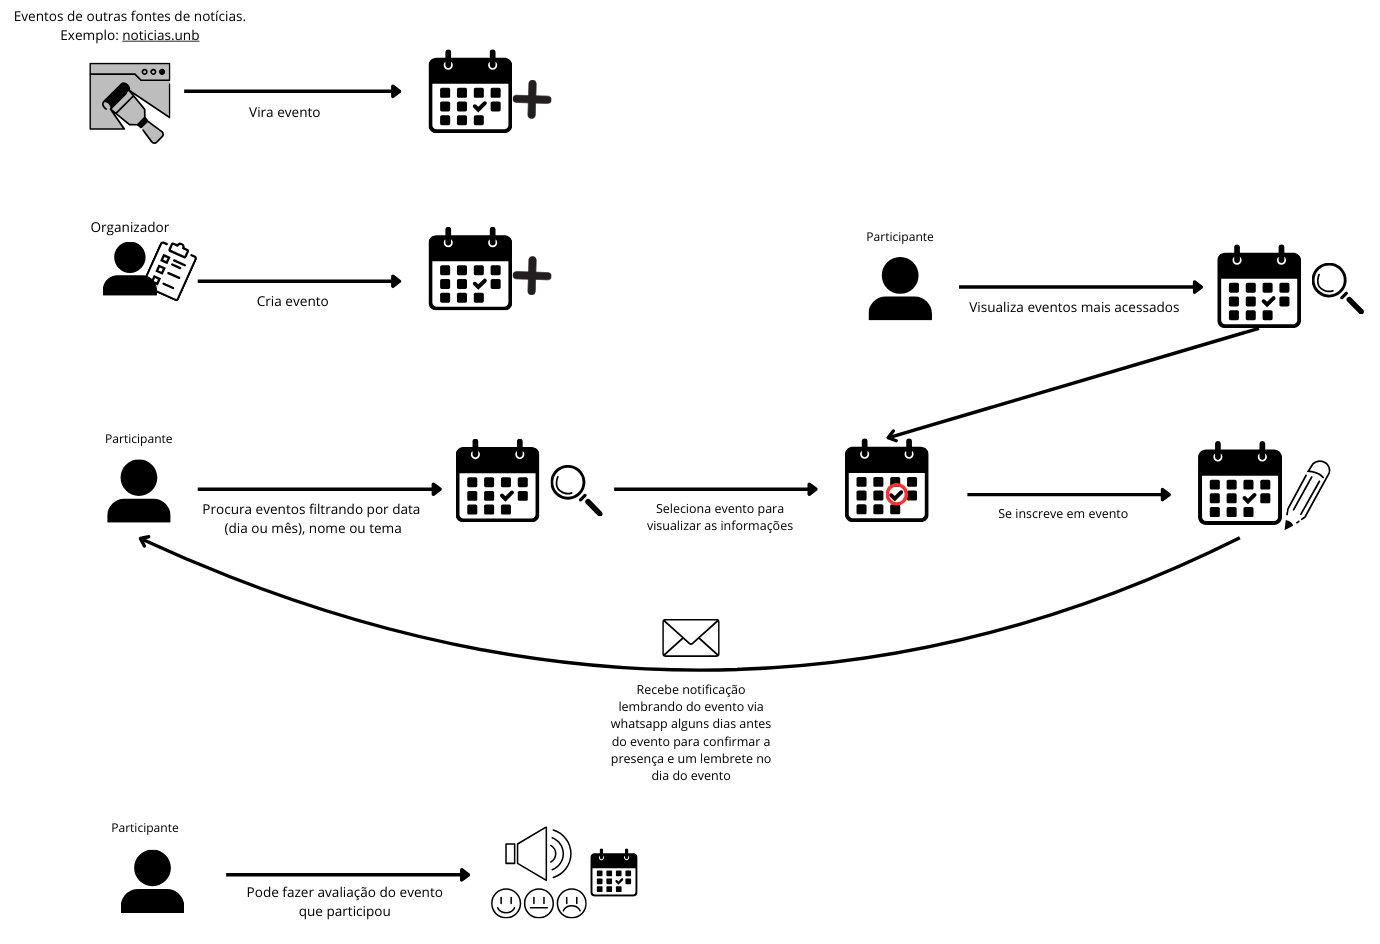 Eventos de outras fontes de notícias.
Exemplo: noticias.unb
Vira evento
Organizador
Cria evento
Participante
Visualiza eventos mais acessados
Participante
Procura eventos filtrando por data
(dia ou mês), nome ou tema
Seleciona evento para
visualizar as informações
Se inscreve em evento
Recebe notificação
lembrando do evento via
whatsapp alguns dias antes
do evento para confirmar a
presença e um lembrete no
dia do evento
Participante
Pode fazer avaliação do evento
que participou